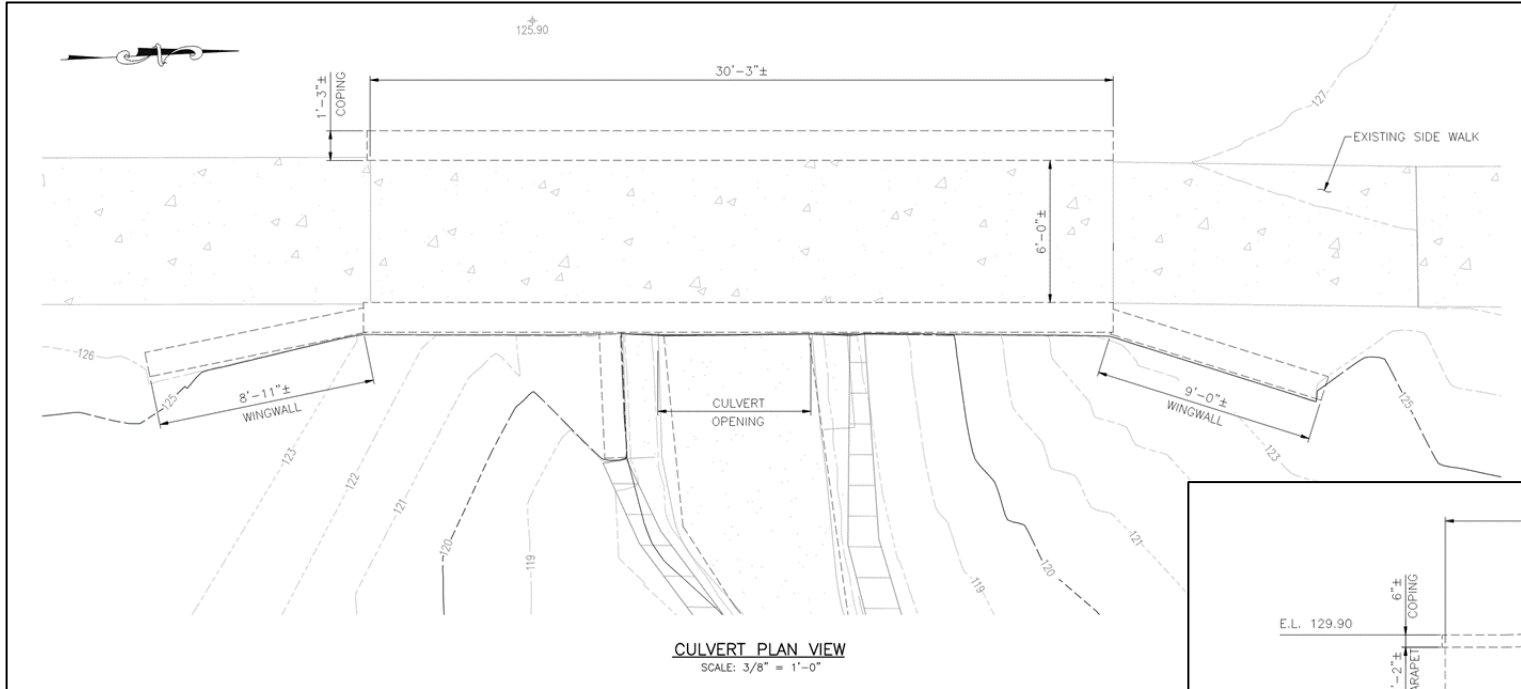 125.90
30'-3"±
1'-3"±
COPING
127
EXISTING SIDE WALK
6'-0"±
126
125
8'-11"±
WINGWALL
CULVERT
OPENING
9'-0"±
WINGWALL
125
123
122
121
120
119
119
120
121
123
6"±
COPING
E.L. 129.90
'-2"±
ARAPET
CULVERT PLAN VIEW
SCALE: 3/8" = 1'-0"